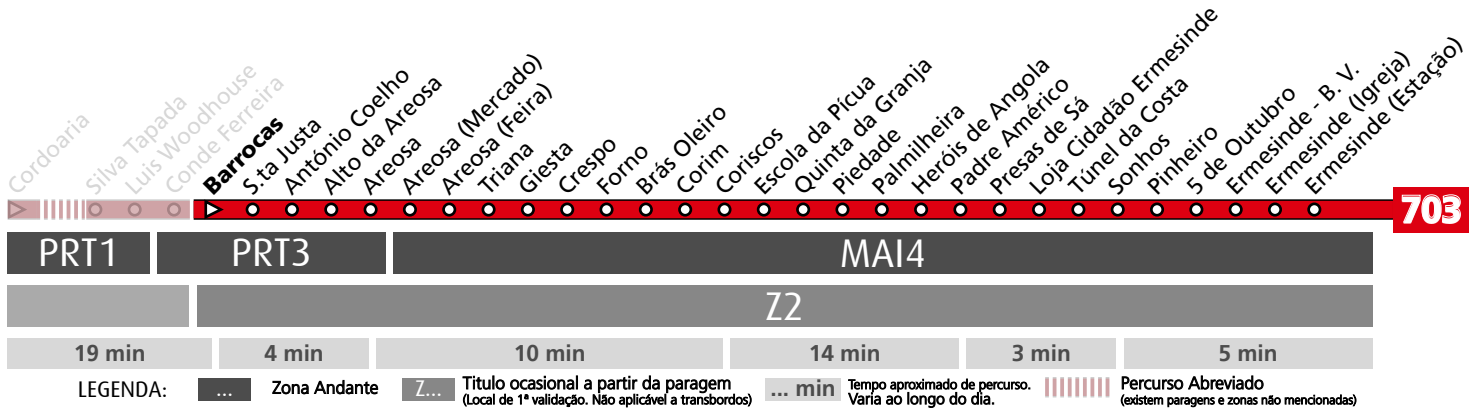 Cordoaria
Silva Tapada
Luis Woodhouse
Conde Ferreira
Barrocas
S.ta Justa
António Coelho
Alto da Areosa
Areosa
Areosa (Mercado)
Areosa (Feira)
Triana
Giesta
Crespo
Forno
Brás Oleiro
Corim
Coriscos
Escola da Pícua
Quinta da Granja
Piedade
Palmilheira
Heróis de Angola
Padre Américo
Presas de Sá
Loja Cidadão Ermesinde
Túnel da Costa
Sonhos
Pinheiro
5 de Outubro
Ermesinde - B. V.
Ermesinde (Igreja)
Ermesinde (Estação)
703
PRT1 PRT3 MAI4
Z2
19 min 4 min 10 min 14 min 3 min 5 min
LEGENDA:
... Zona Andante
Z... Titulo ocasional a partir da paragem
(Local de 1ª validação. Não aplicável a transbordos)
... min Tempo aproximado de percurso.
Varia ao longo do dia.
Percurso Abreviado
(existem paragens e zonas não mencionadas)